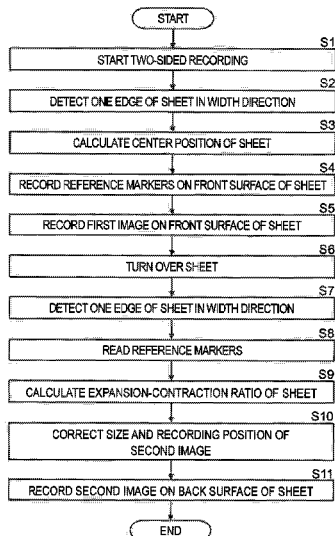 START
S1
START TWO-SIDED RECORDING
S2
DETECT ONE EDGE OF SHEET IN WIDTH DIRECTION
S3
CALCULATE CENTER POSITION OF SHEET
S4
RECORD REFERENCE MARKERS ON FRONT SURFACE OF SHEET
S5
RECORD FIRST IMAGE ON FRONT SURFACE OF SHEET
S6
TURN OVER SHEET
S7
DETECT ONE EDGE OF SHEET IN WIDTH DIRECTION
S8
READ REFERENCE MARKERS
S9
CALCULATE EXPANSION-CONTRACTION RATIO OF SHEET
S10
CORRECT SIZE AND RECORDING POSITION OF
SECOND IMAGE
S11
RECORD SECOND IMAGE ON BACK SURFACE OF SHEET
END